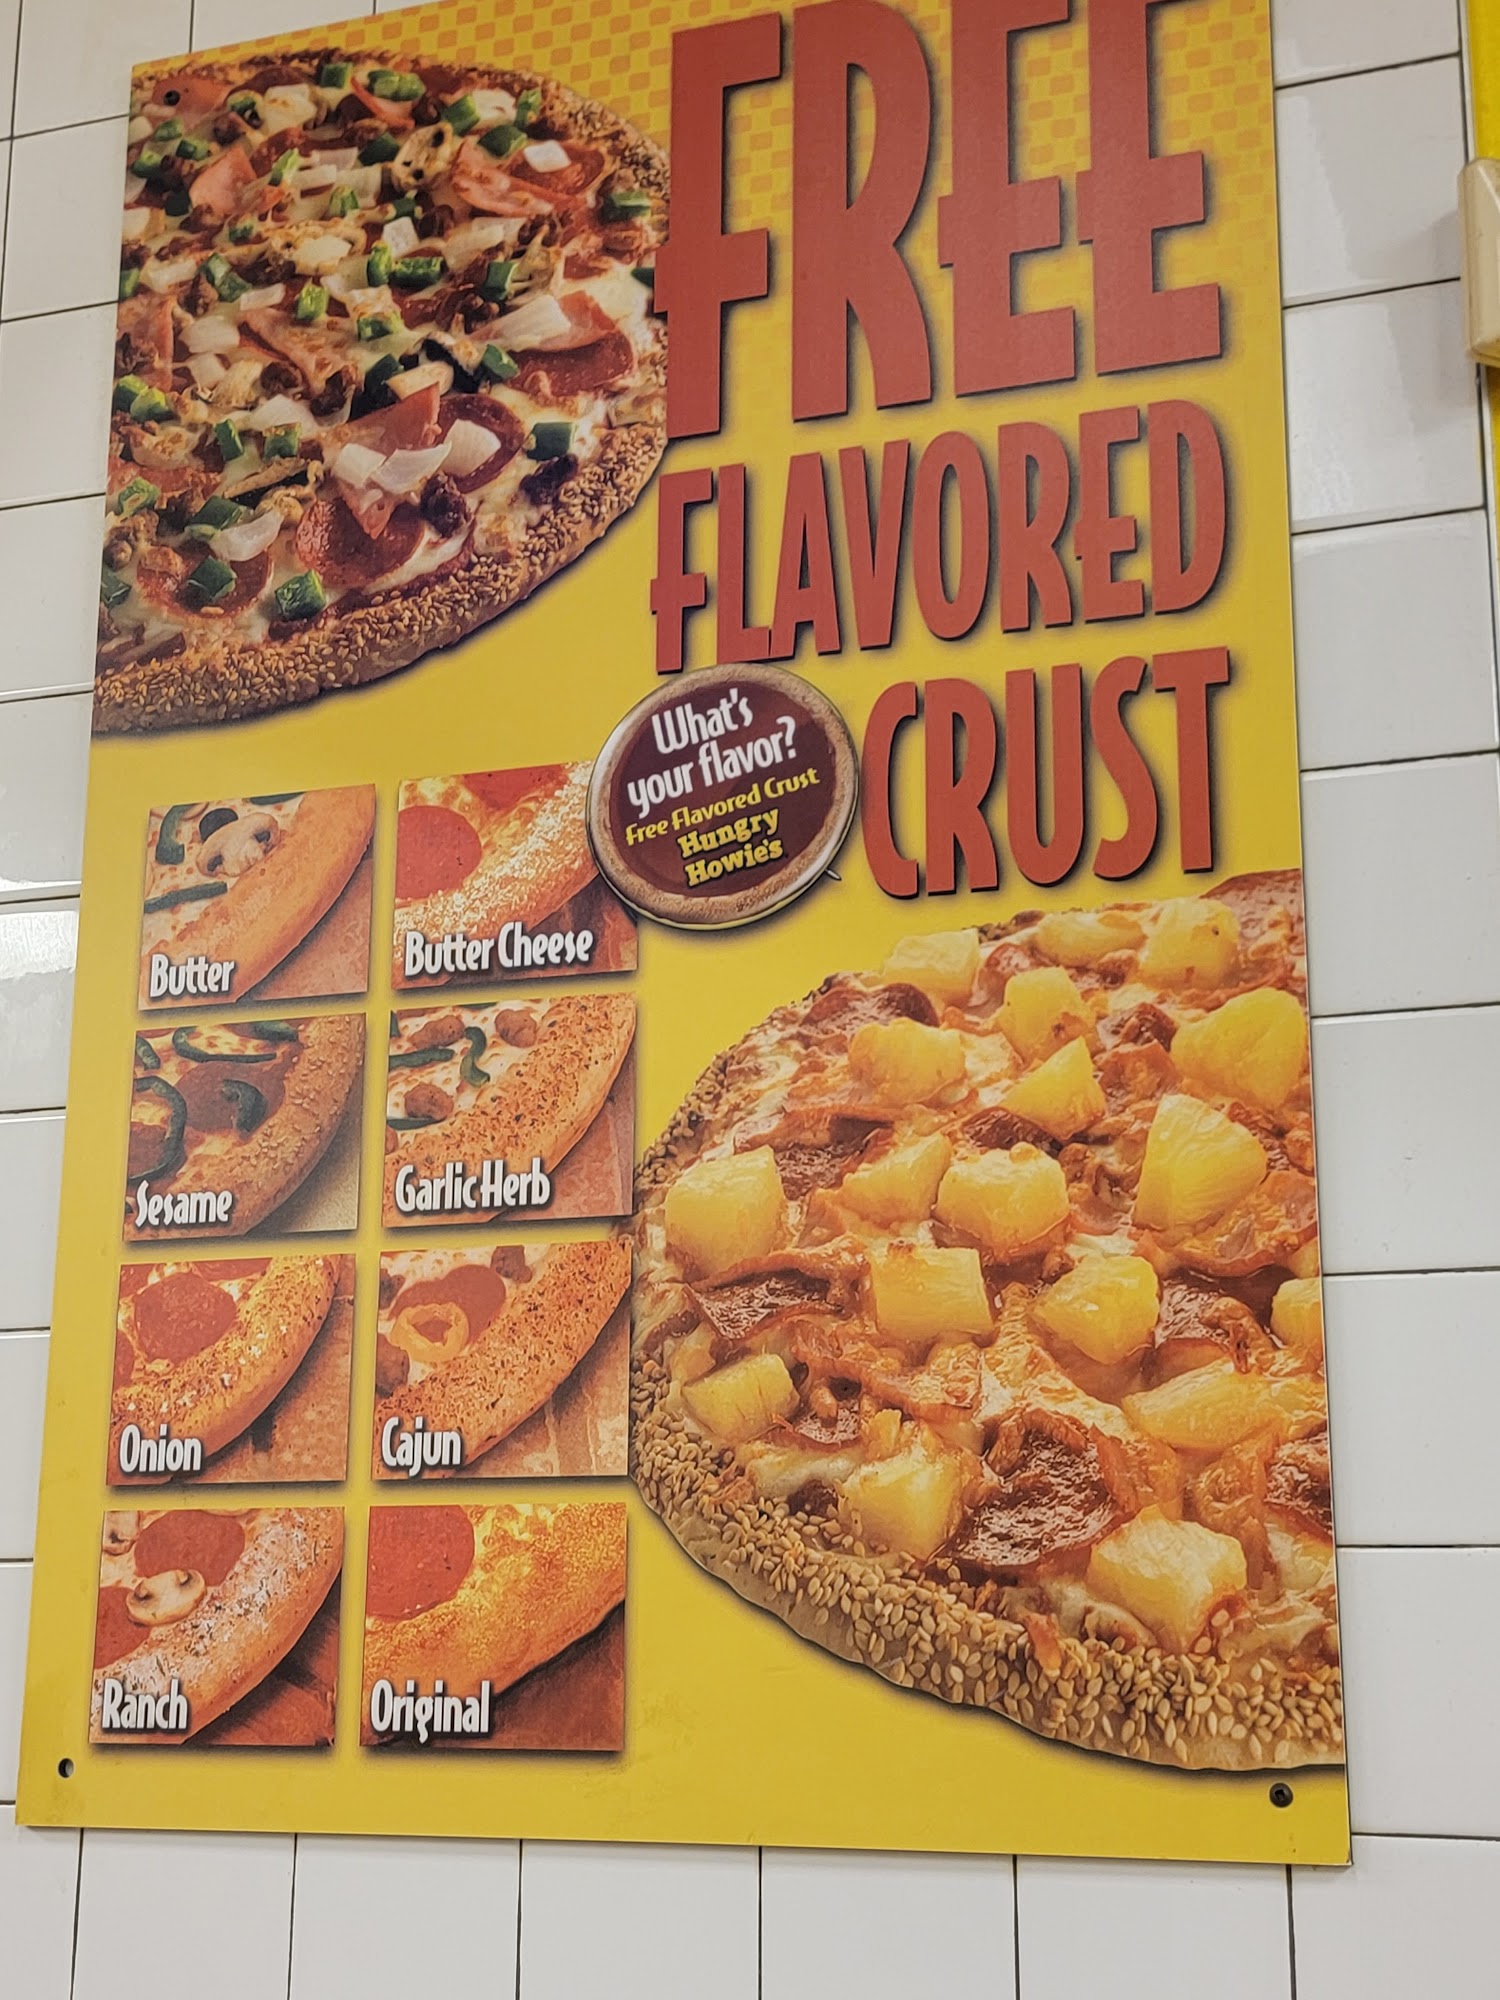 FREE
FLAVORED
CRUST
What's
your flavor?
Free Flavored Crust
Hungry
Howie's
Butter
Butter Cheese
Sesame
Garlic Herb
Onion
Cajun
Ranch
Original